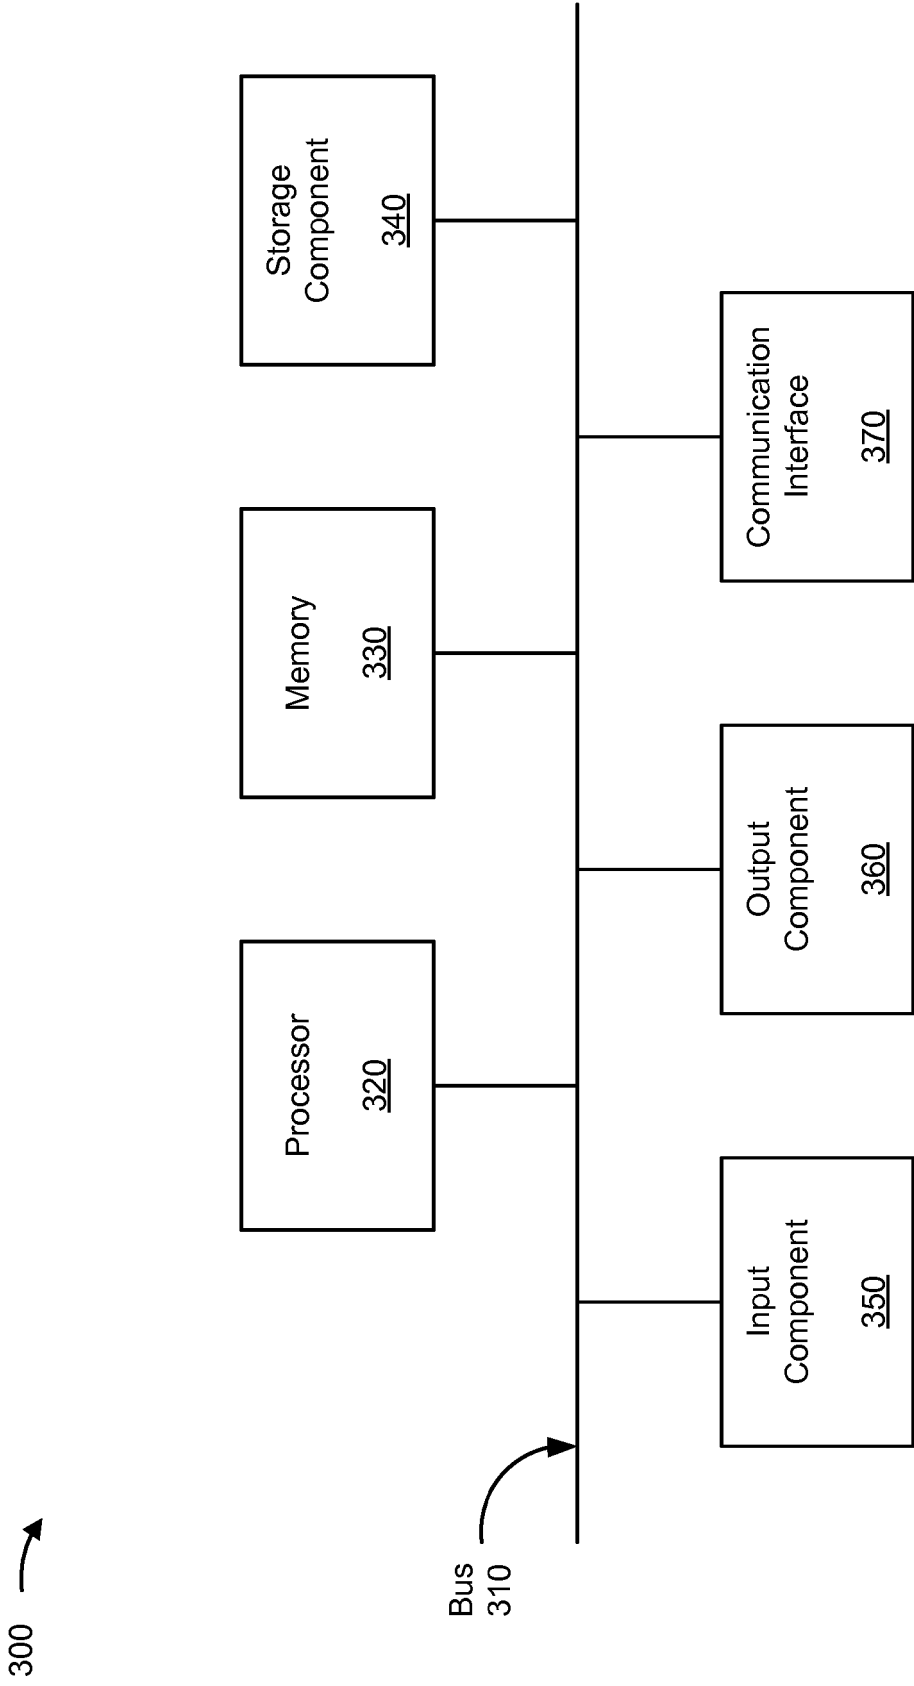 300
Processor
320
Memory
330
Storage
Component
340
Bus
310
Input
Component
350
Output
Component
360
Communication
Interface
370